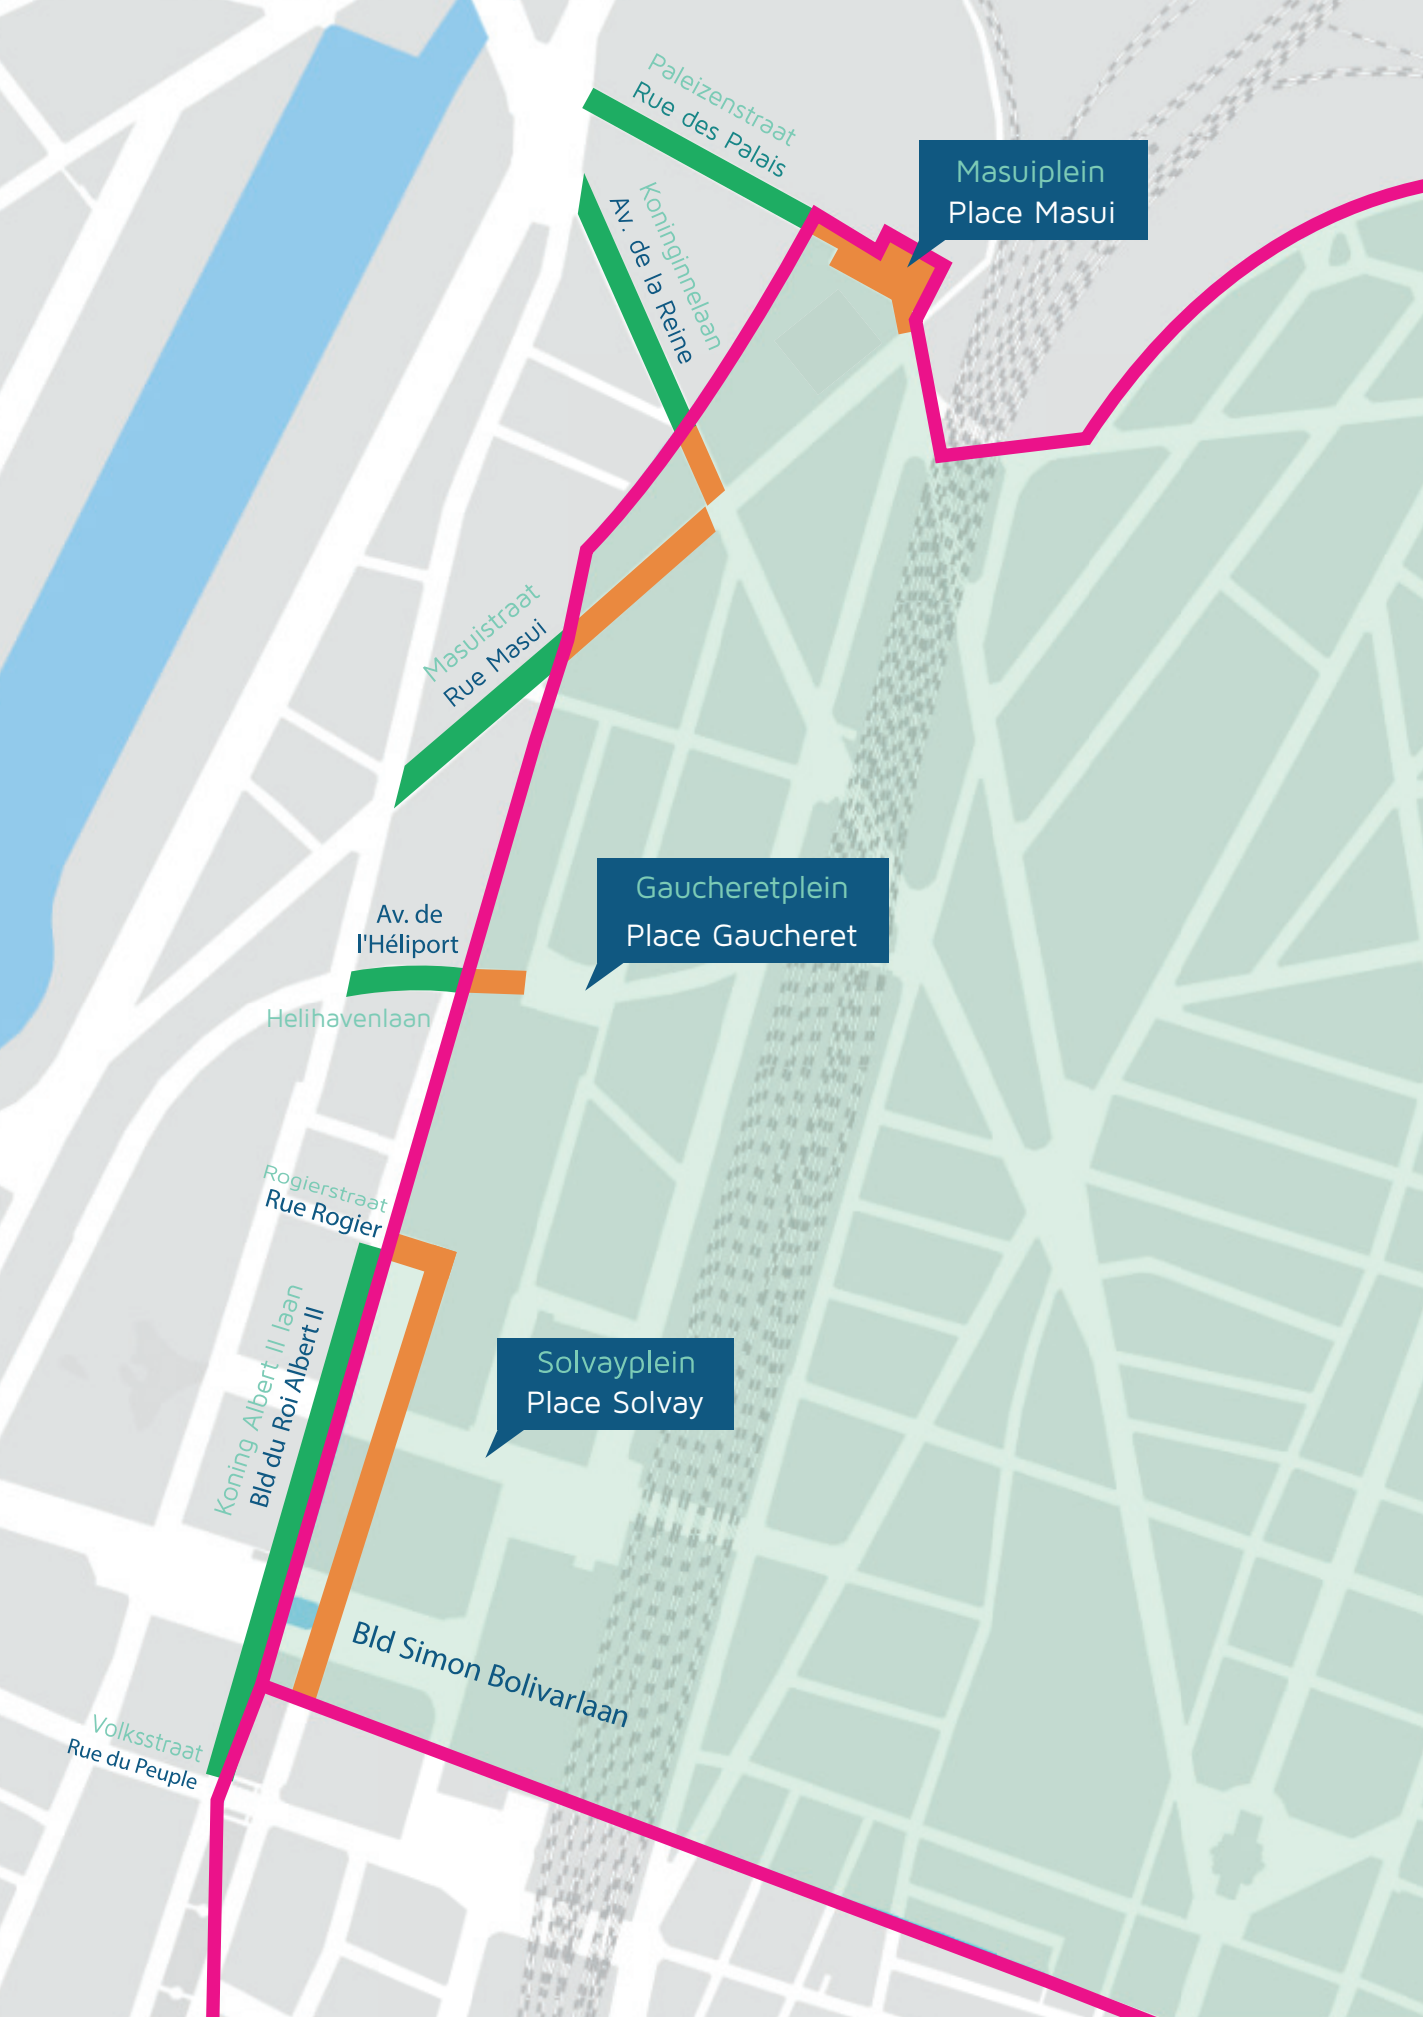 Paleizenstraat
Rue des Palais
Masuiplein
Place Masui
Koninginnelaan
Av. de la Reine
Masuistraat
Rue Masui
Gaucheretplein
Place Gaucheret
Av. de
l'Héliport
Helihavenlaan
Rogierstraat
Rue Rogier
Koning Albert II laan
Bld du Roi Albert II
Solvayplein
Place Solvay
Bld Simon Bolivarlaan
Volksstraat
Rue du Peuple